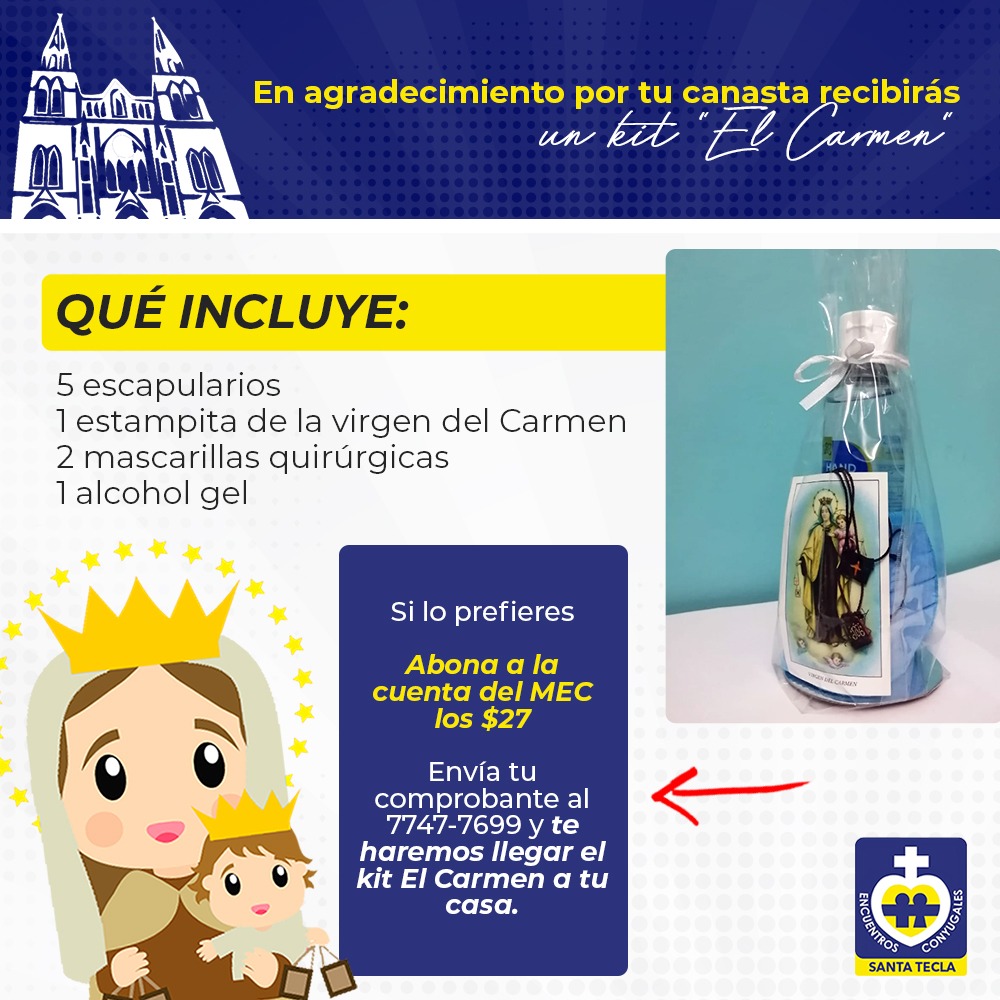 En agradecimiento por tu canasta recibirás
un kit "El Carmen"
QUÉ INCLUYE:
5 escapularios
1 estampita de la virgen del Carmen
2 mascarillas quirúrgicas
1 alcohol gel
HAND
VIRGEN DEL CARMEN
Si lo prefieres
Abona a la
cuenta del MEC
los $27
Envía tu
comprobante al
7747-7699 y te
haremos llegar el
kit El Carmen a tu
casa.
ENCUENTROS CONYUGALES
SANTA TECLA